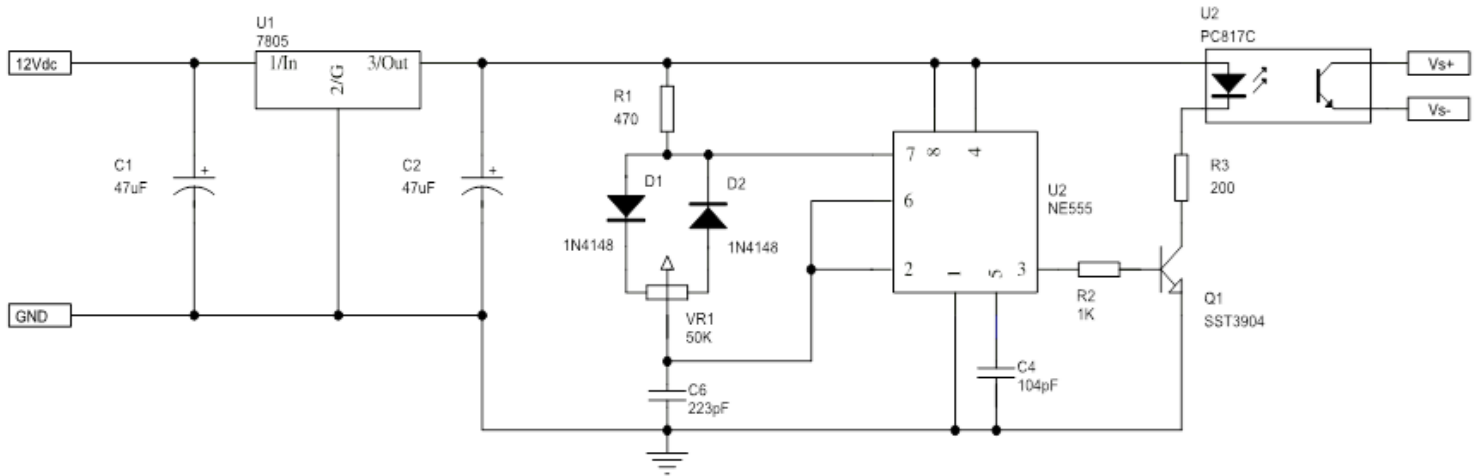 U1
7805
12Vdc
1/In
2/G
3/Out
GND
C1
47uF
C2
47uF
R1
470
D1
1N4148
D2
1N4148
VR1
50K
C6
223pF
7
6
2
8
4
1
5
3
U2
NE555
C4
104pF
R2
1K
Q1
SST3904
R3
200
U2
PC817C
Vs+
Vs-